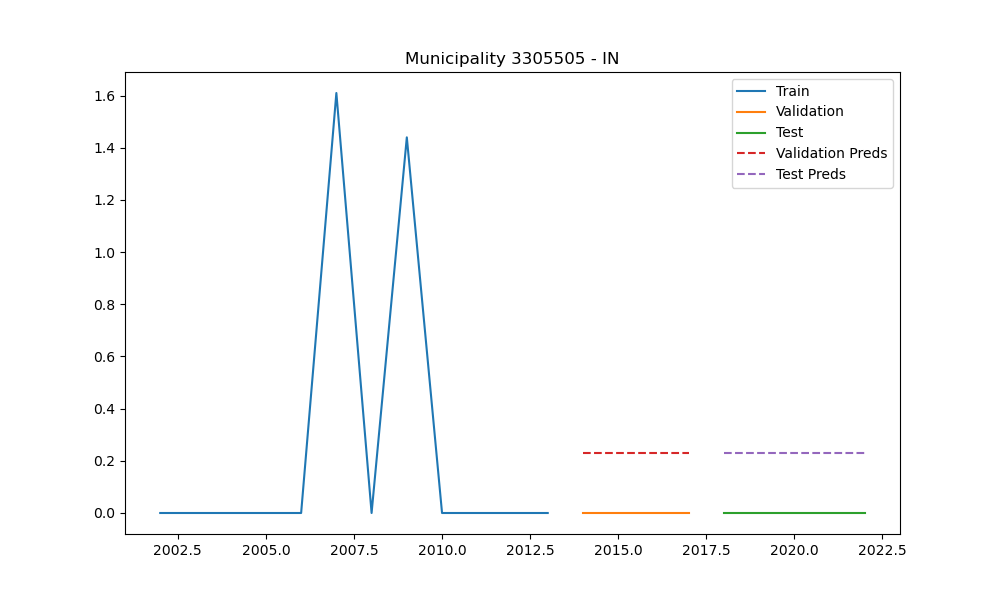 Municipality 3305505 - IN
Train
Validation
Test
Validation Preds
Test Preds
1.6
1.4
1.2
1.0
0.8
0.6
0.4
0.2
0.0
2002.5 2005.0 2007.5 2010.0 2012.5 2015.0 2017.5 2020.0 2022.5